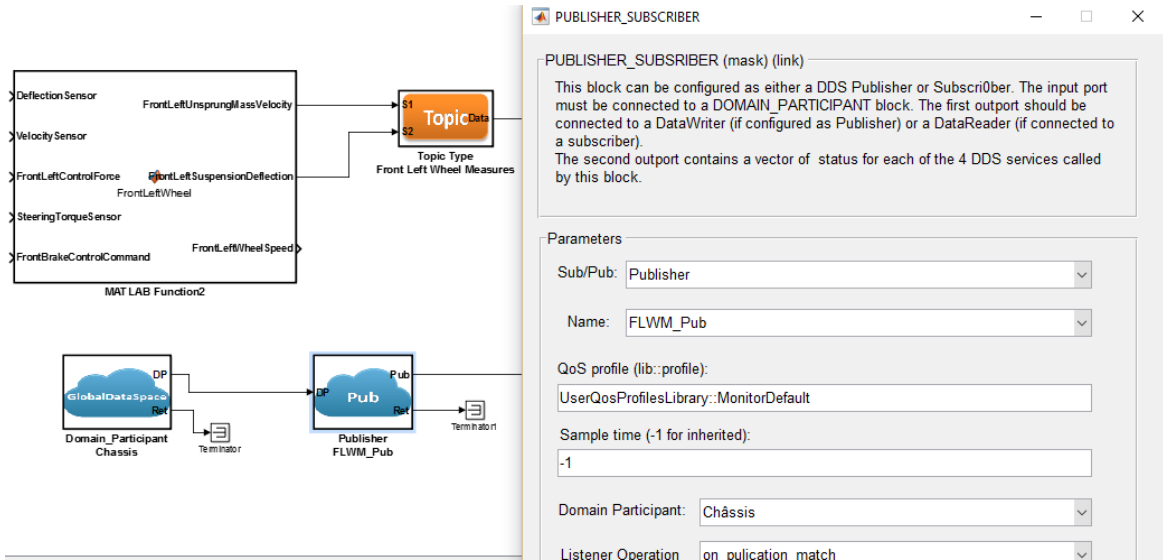 PUBLISHER_SUBSCRIBER
PUBLISHER_SUBSRIBER (mask) (link)
This block can be configured as either a DDS Publisher or Subscri0ber. The input port
must be connected to a DOMAIN_PARTICIPANT block. The first outport should be
connected to a DataWriter (if configured as Publisher) or a DataReader (if connected to
a subscriber).
The second outport contains a vector of status for each of the 4 DDS services called
by this block.
Parameters
Sub/Pub: Publisher
Name: FLWM_Pub
QoS profile (lib::profile):
UserQosProfilesLibrary::MonitorDefault
Sample time (-1 for inherited):
-1
Domain Participant: Châssis
Listener Operation on_pulication_match
DeflectionSensor
FrontLeftUnsprungMassVelocity
VelocitySensor
FrontLeftControlForce
FrontLeftSuspensionDeflection
FrontLeftWheel
SteeringTorqueSensor
FrontLeftWheelSpeed
FrontBrakeControlCommand
MATLAB Function2
S1
Topic
Data
S2
Topic Type
Front Left Wheel Measures
DP
GlobalDataSpace
Ret
Domain_Participant
Chassis
Terminator
Pub
DP
Pub
Ret
Publisher
FLWM_Pub
Terminator1